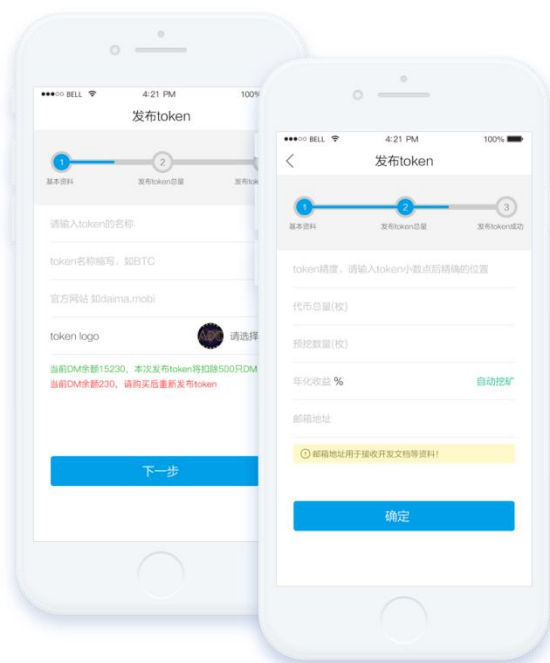 BELL
4:21 PM
100%
发布token
1
2
基本资料
发布token总量
发布tok
请输入token的名称
token名称缩写，如BTC
官方网站 如daima.mobi
token logo
请选择
当前DM余额15230，本次发布token将扣除500只DM
当前DM余额230，请购买后重新发布token
下一步
BELL
4:21 PM
100%
发布token
1
2
3
基本资料
发布token总量
发布token成功
token精度，请输入token小数点后精确的位置
代币总量(枚)
预挖数量(枚)
年化收益 %
自动挖矿
邮箱地址
邮箱地址用于接收开发文档等资料!
确定